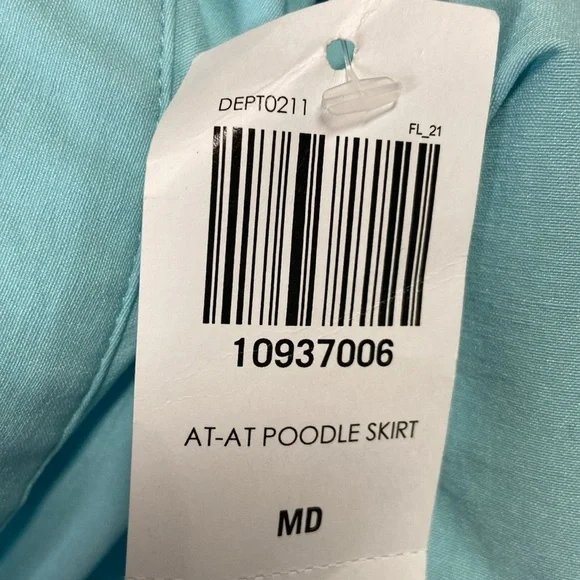 DEPT0211
FL_21
10937006
AT-AT POODLE SKIRT
MD